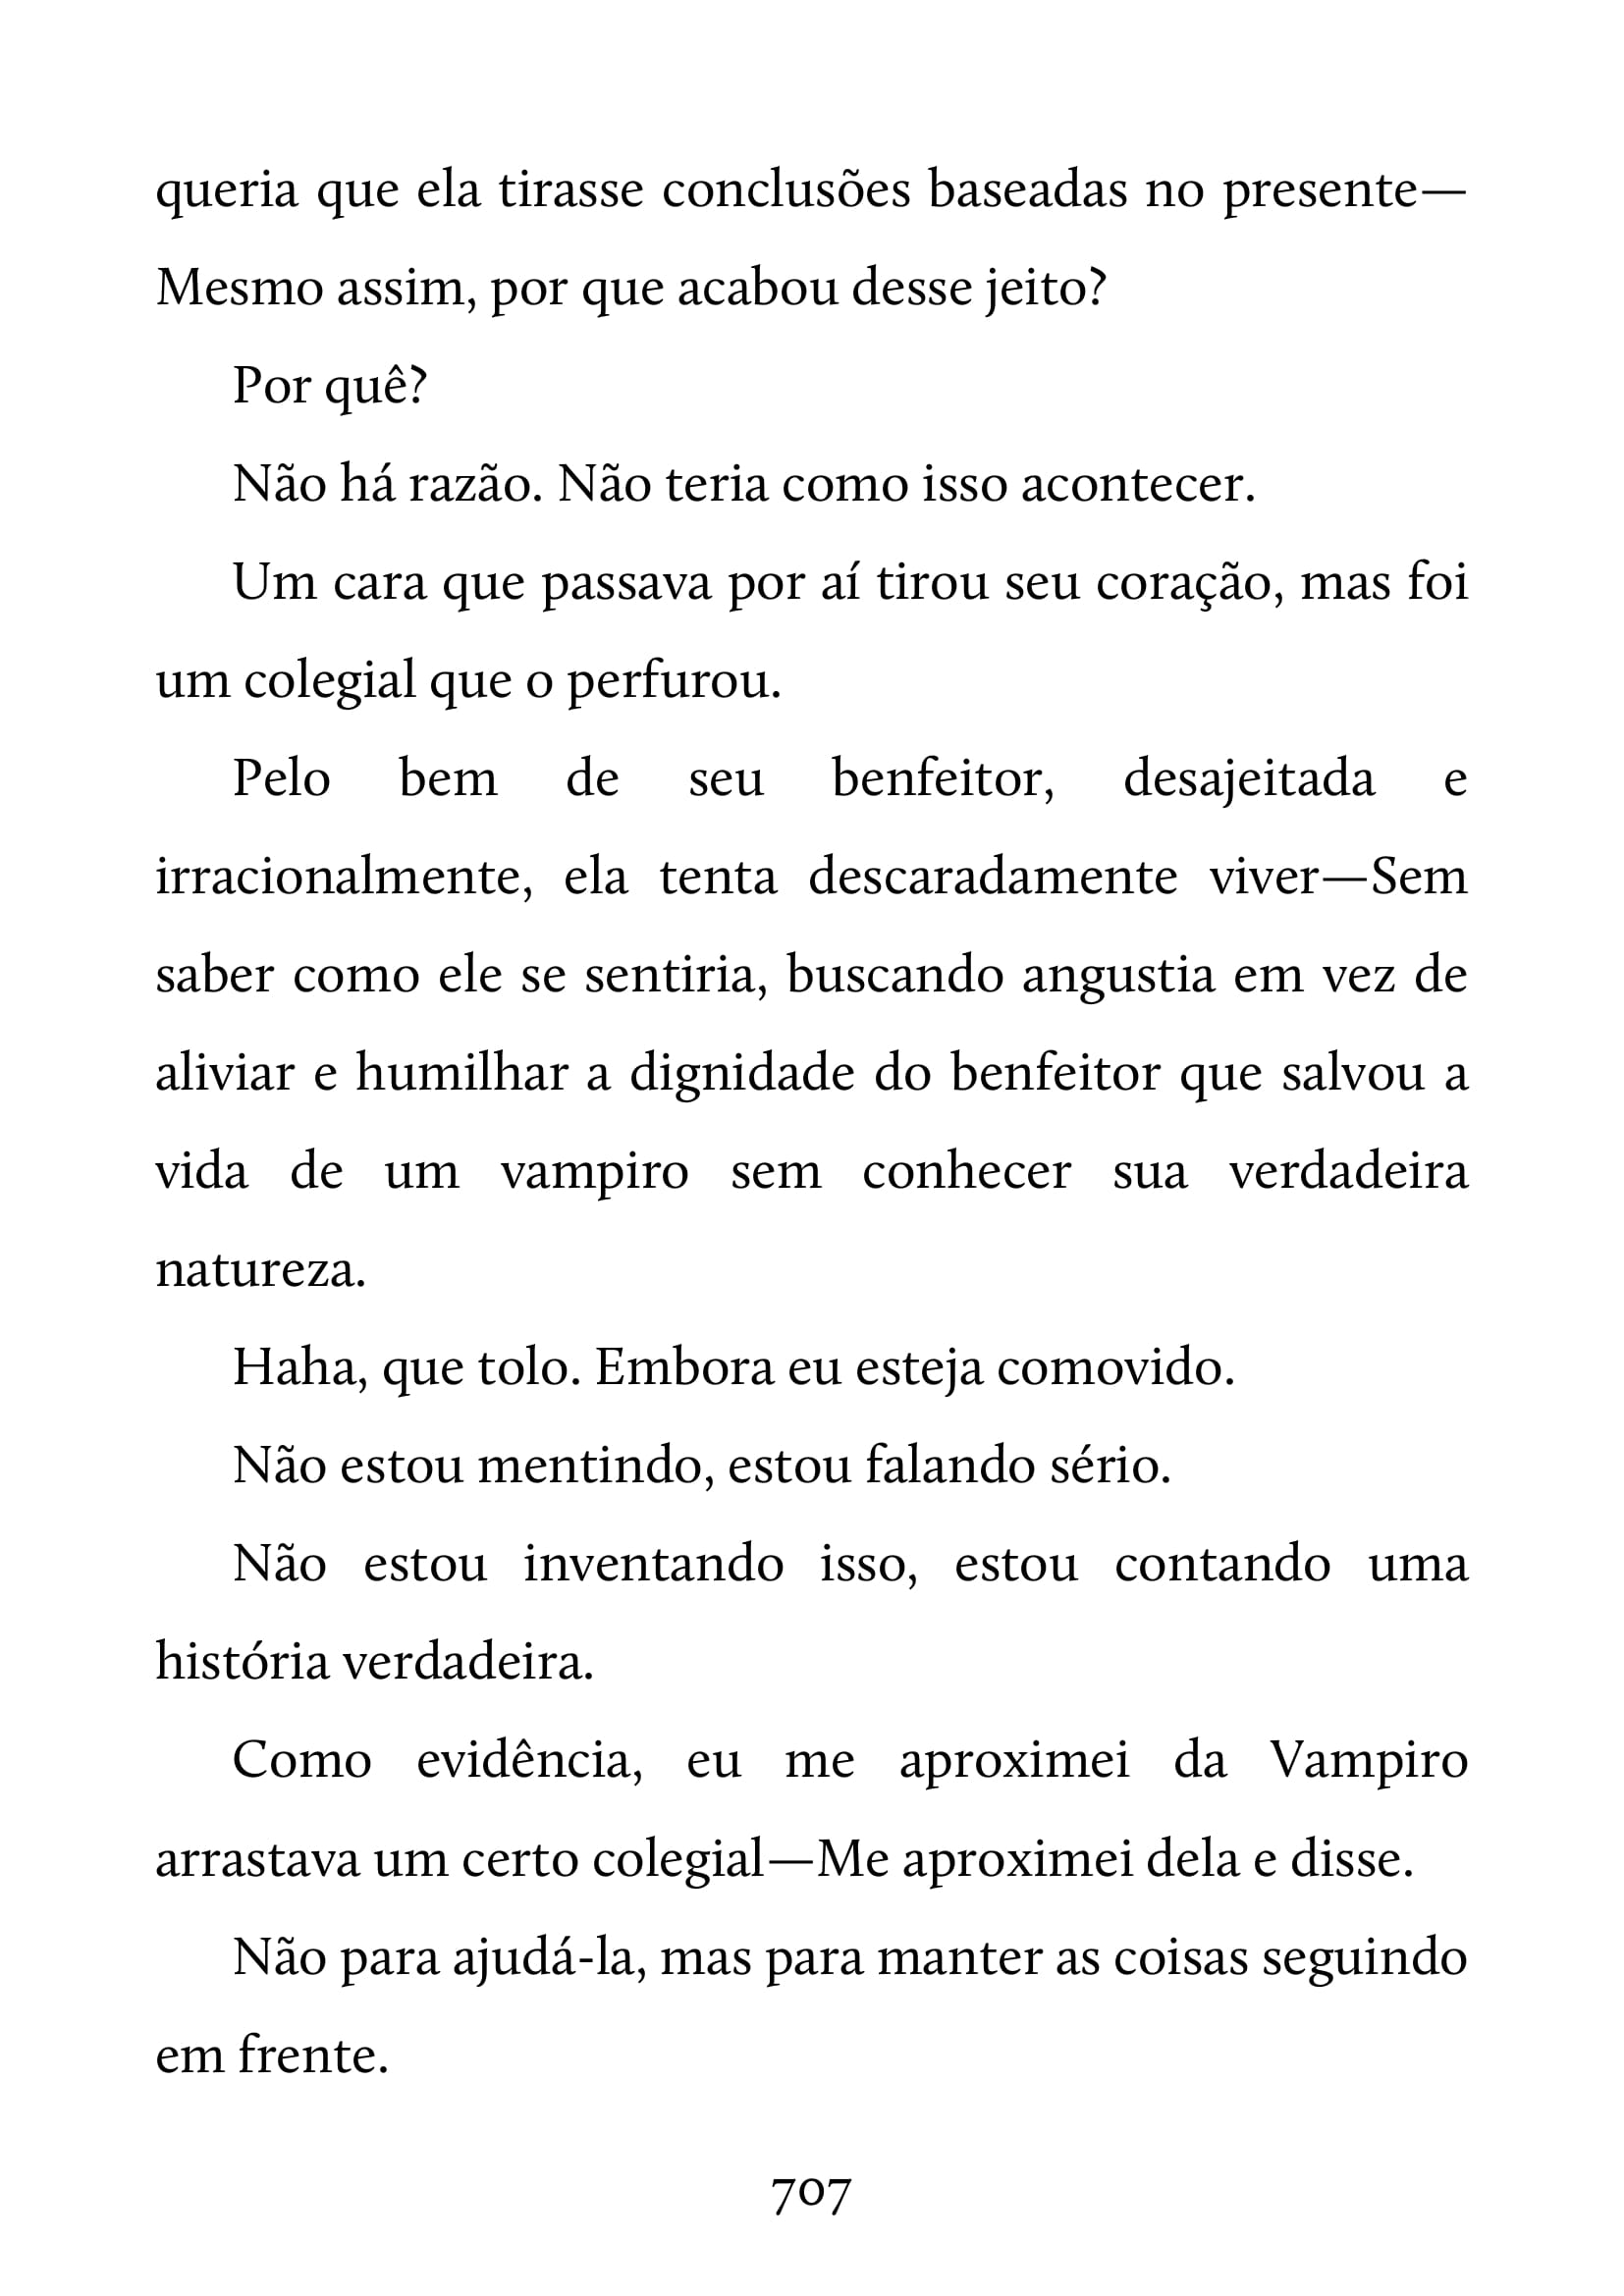 queria que ela tirasse conclusões baseadas no presente—
Mesmo assim, por que acabou desse jeito?
Por quê?
Não há razão. Não teria como isso acontecer.
Um cara que passava por aí tirou seu coração, mas foi
um colegial que o perfurou.
Pelo bem de seu benfeitor, desajeitada e
irracionalmente, ela tenta descaradamente viver—Sem
saber como ele se sentiria, buscando angustia em vez de
aliviar e humilhar a dignidade do benfeitor que salvou a
vida de um vampiro sem conhecer sua verdadeira
natureza.
Haha, que tolo. Embora eu esteja comovido.
Não estou mentindo, estou falando sério.
Não estou inventando isso, estou contando uma
história verdadeira.
Como evidência, eu me aproximei da Vampiro
arrastava um certo colegial—Me aproximei dela e disse.
Não para ajudá-la, mas para manter as coisas seguindo
em frente.
707